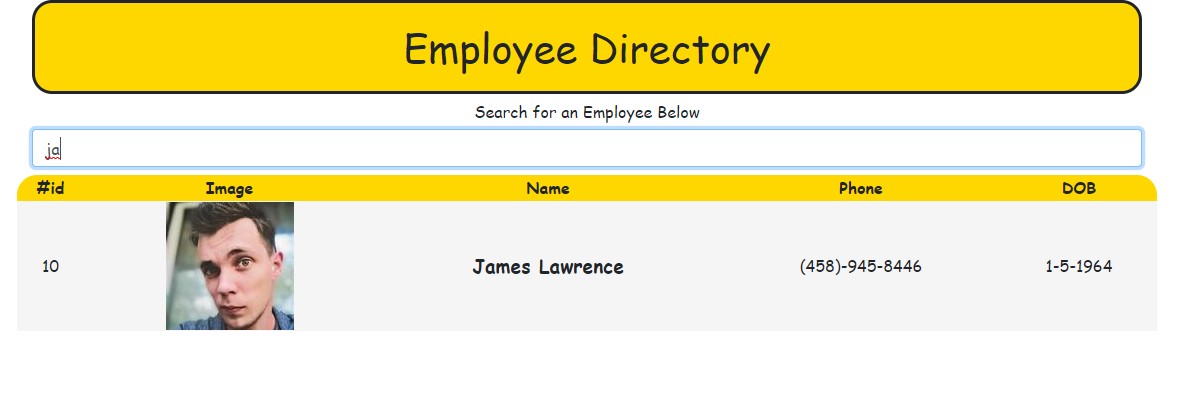 Employee Directory
Search for an Employee Below
ja
#id Image Name Phone DOB
10 James Lawrence (458)-945-8446 1-5-1964